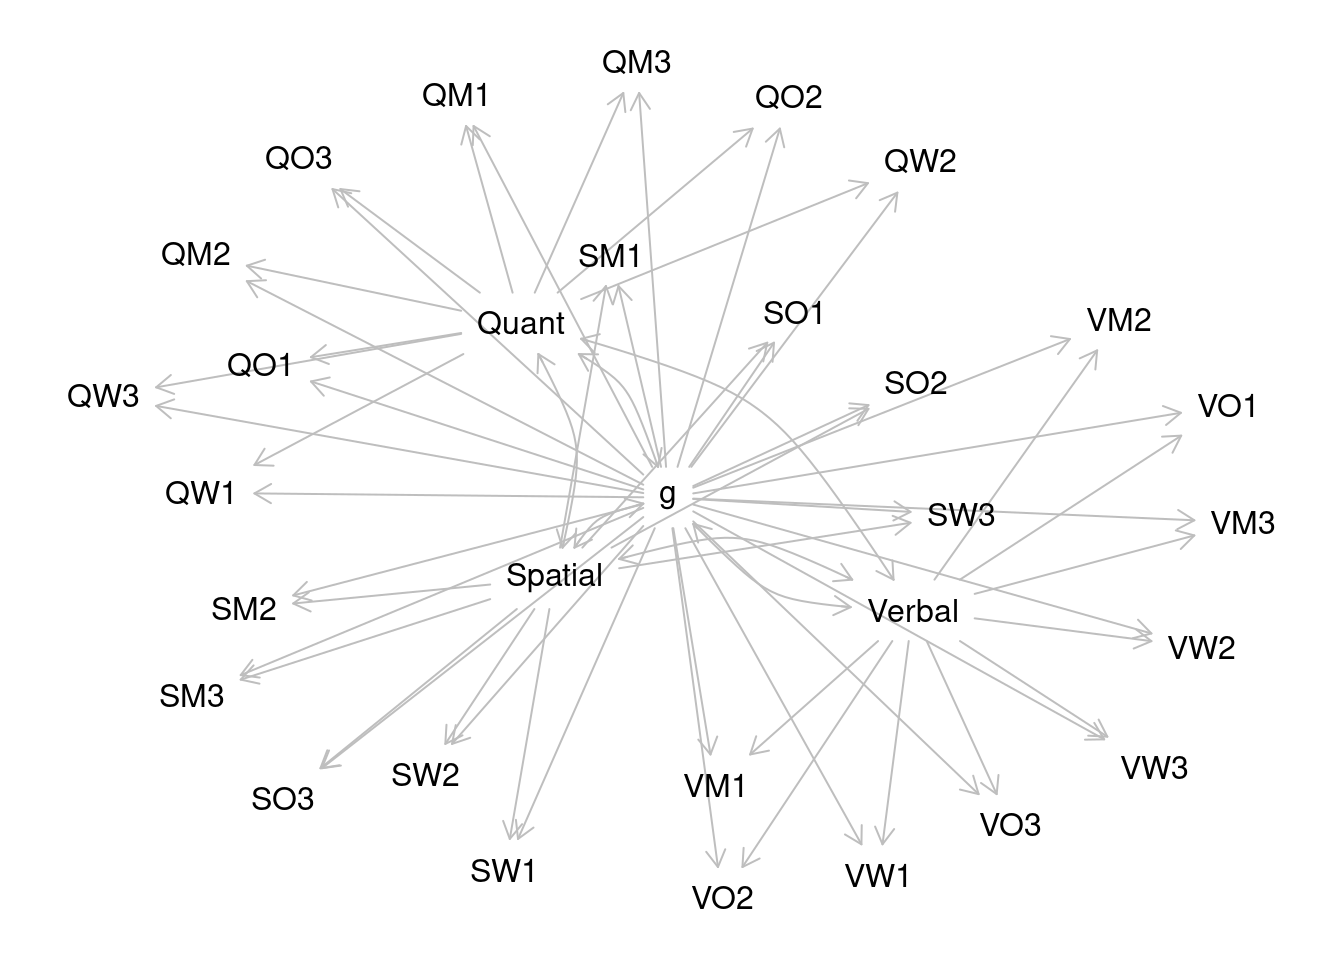 QM3
QM1
QO2
QO3
QW2
QM2
SM1
SO1
VM2
Quant
QO1
SO2
QW3
VO1
QW1
g
SW3
VM3
Spatial
SM2
Verbal
VW2
SM3
VW3
SW2
VM1
SO3
VO3
SW1
VW1
VO2